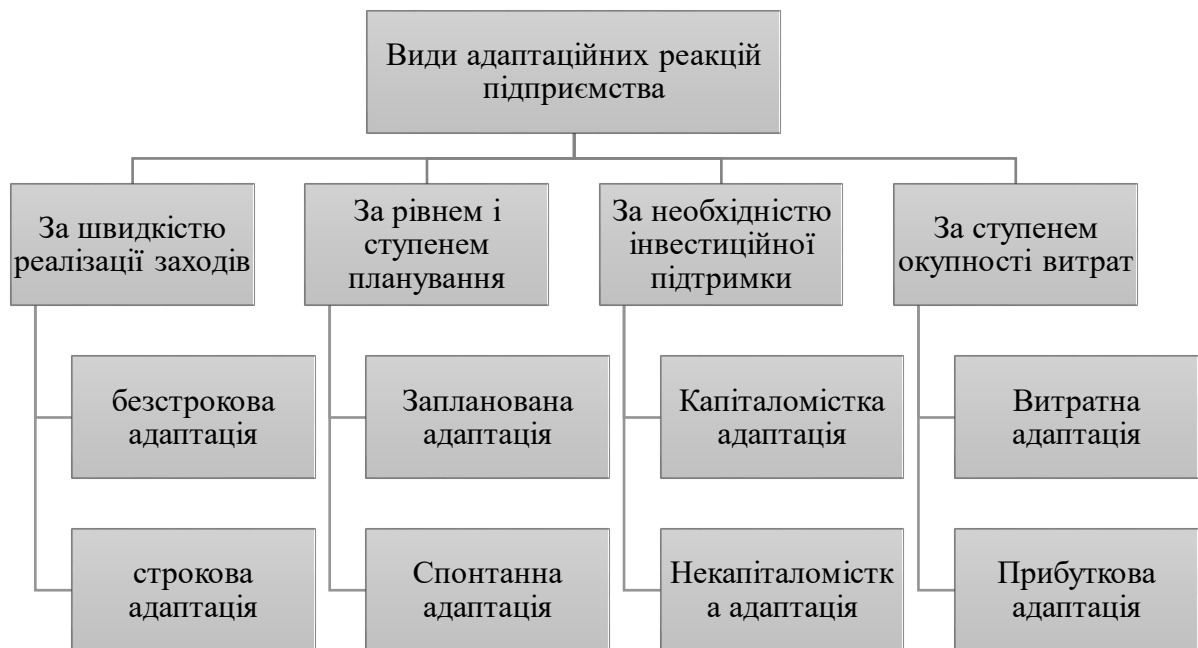 Види адаптаційних реакцій
підприємства
За швидкістю
реалізації заходів
За рівнем і
ступенем
планування
За необхідністю
інвестиційної
підтримки
За ступенем
окупності витрат
безстрокова
адаптація
Запланована
адаптація
Капіталомістка
адаптація
Витратна
адаптація
строкова
адаптація
Спонтанна
адаптація
Некапіталомістк
а адаптація
Прибуткова
адаптація